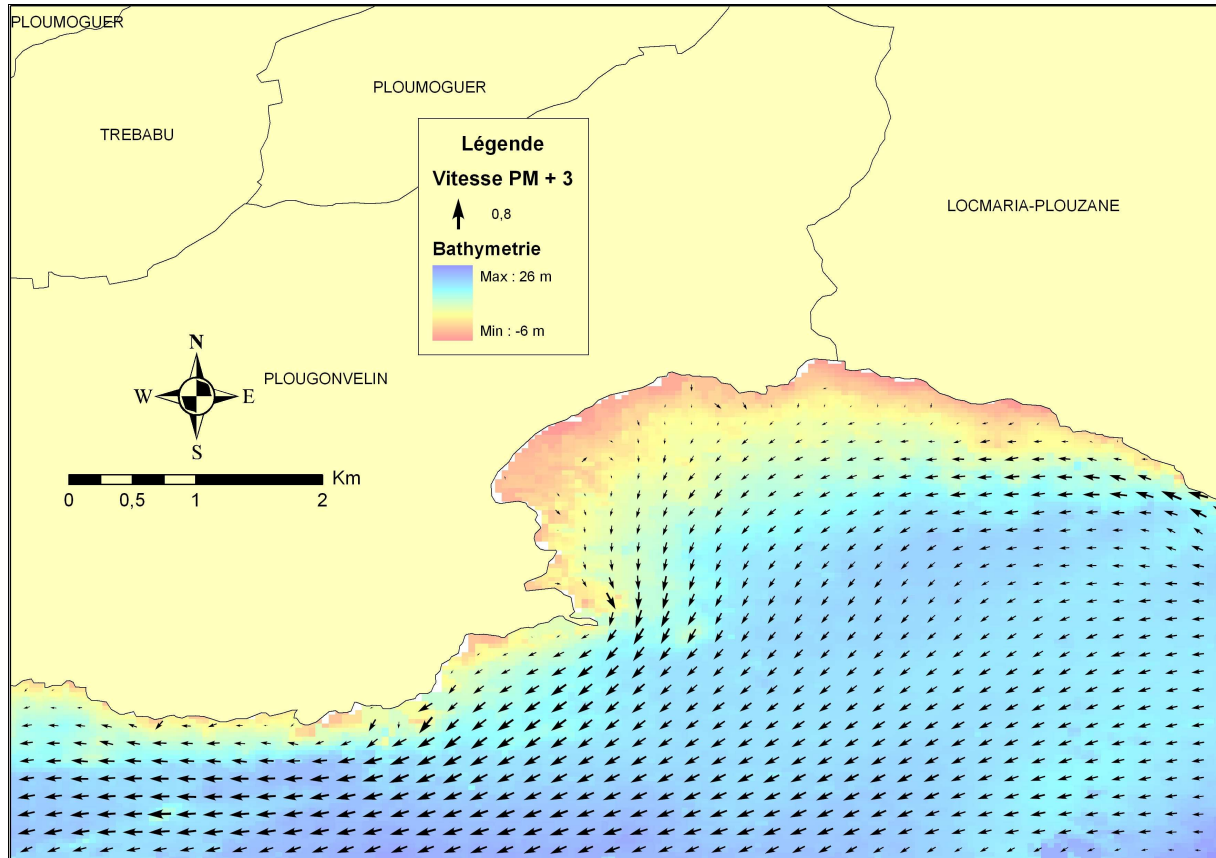 PLOUMOGUER
PLOUMOGUER
TREBABU
Légende
Vitesse PM + 3
0,8
Bathymetrie
Max : 26 m
Min : -6 m
LOCMARIA-PLOUZANE
PLOUGONVELIN
N
W E
S
Km
0 0,5 1 2